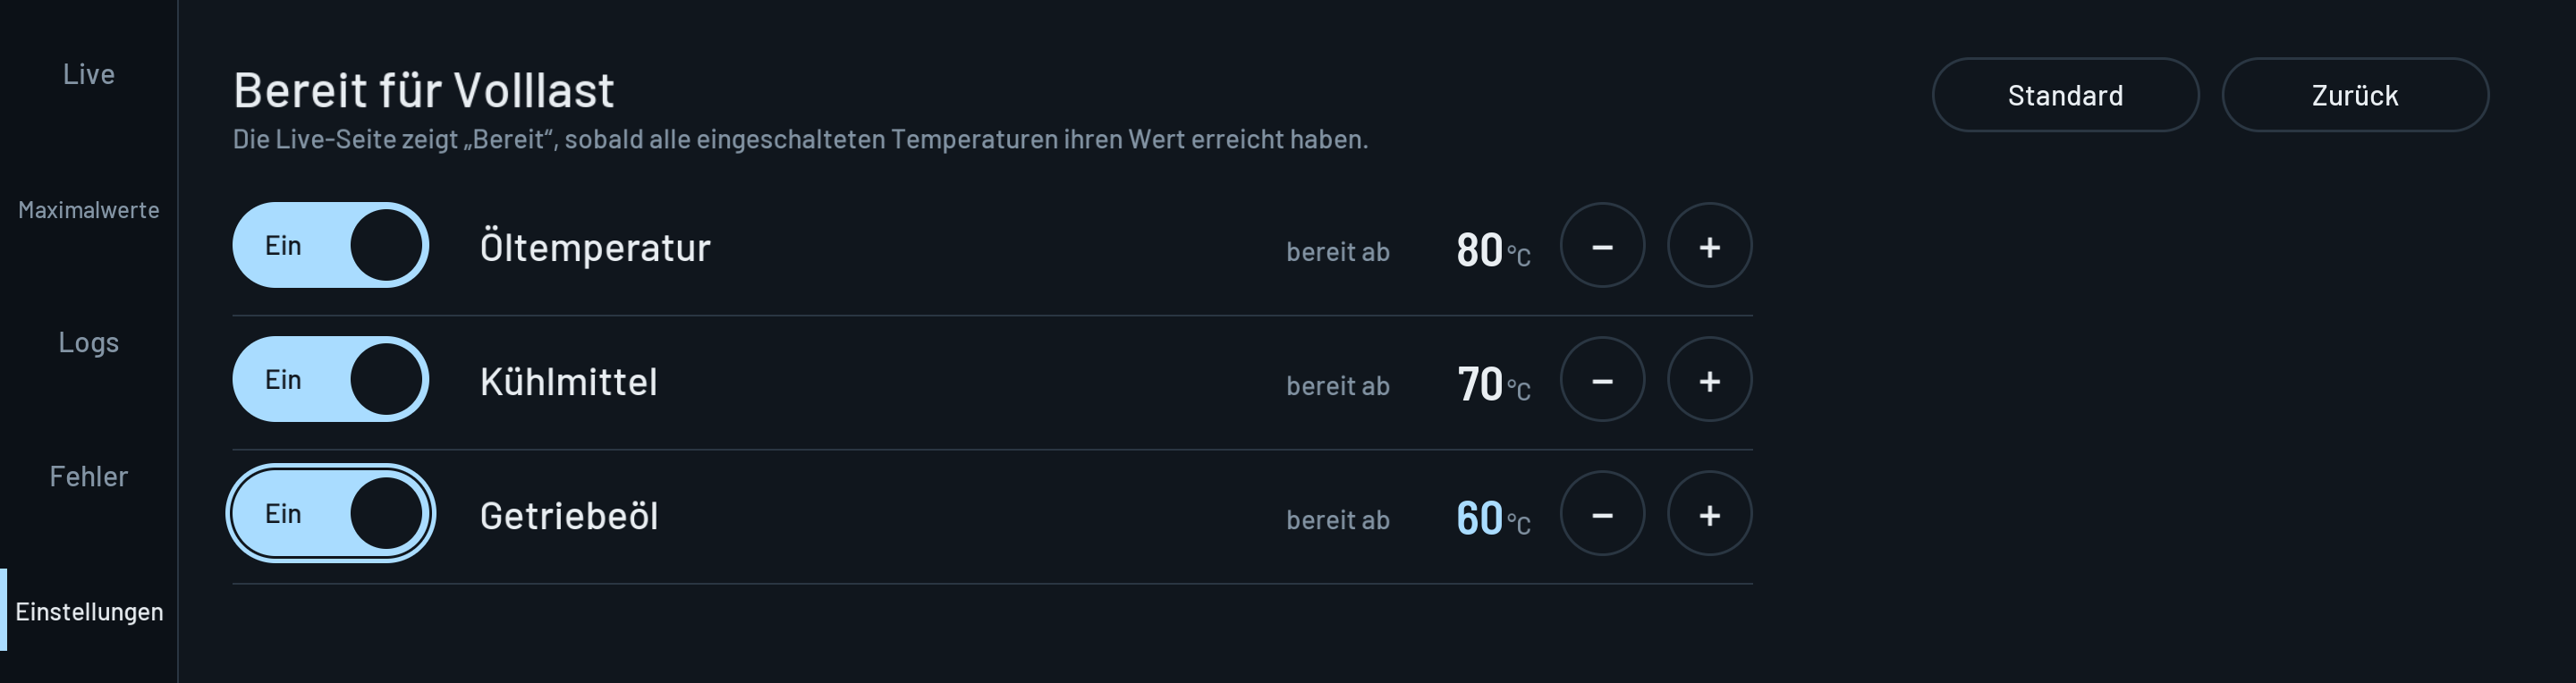 Live
Maximalwerte
Logs
Fehler
Einstellungen
Bereit für Volllast
Die Live-Seite zeigt „Bereit“, sobald alle eingeschalteten Temperaturen ihren Wert erreicht haben.
Standard
Zurück
Ein Öltemperatur bereit ab 80 °C − +
Ein Kühlmittel bereit ab 70 °C − +
Ein Getriebeöl bereit ab 60 °C − +